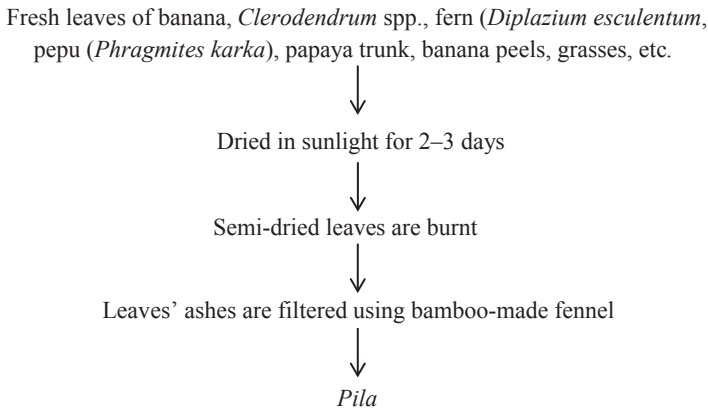 Fresh leaves of banana, Clerodendrum spp., fern (Diplazium esculentum,
pepu (Phragmites karka), papaya trunk, banana peels, grasses, etc.
Dried in sunlight for 2–3 days
Semi-dried leaves are burnt
Leaves’ ashes are filtered using bamboo-made fennel
Pila